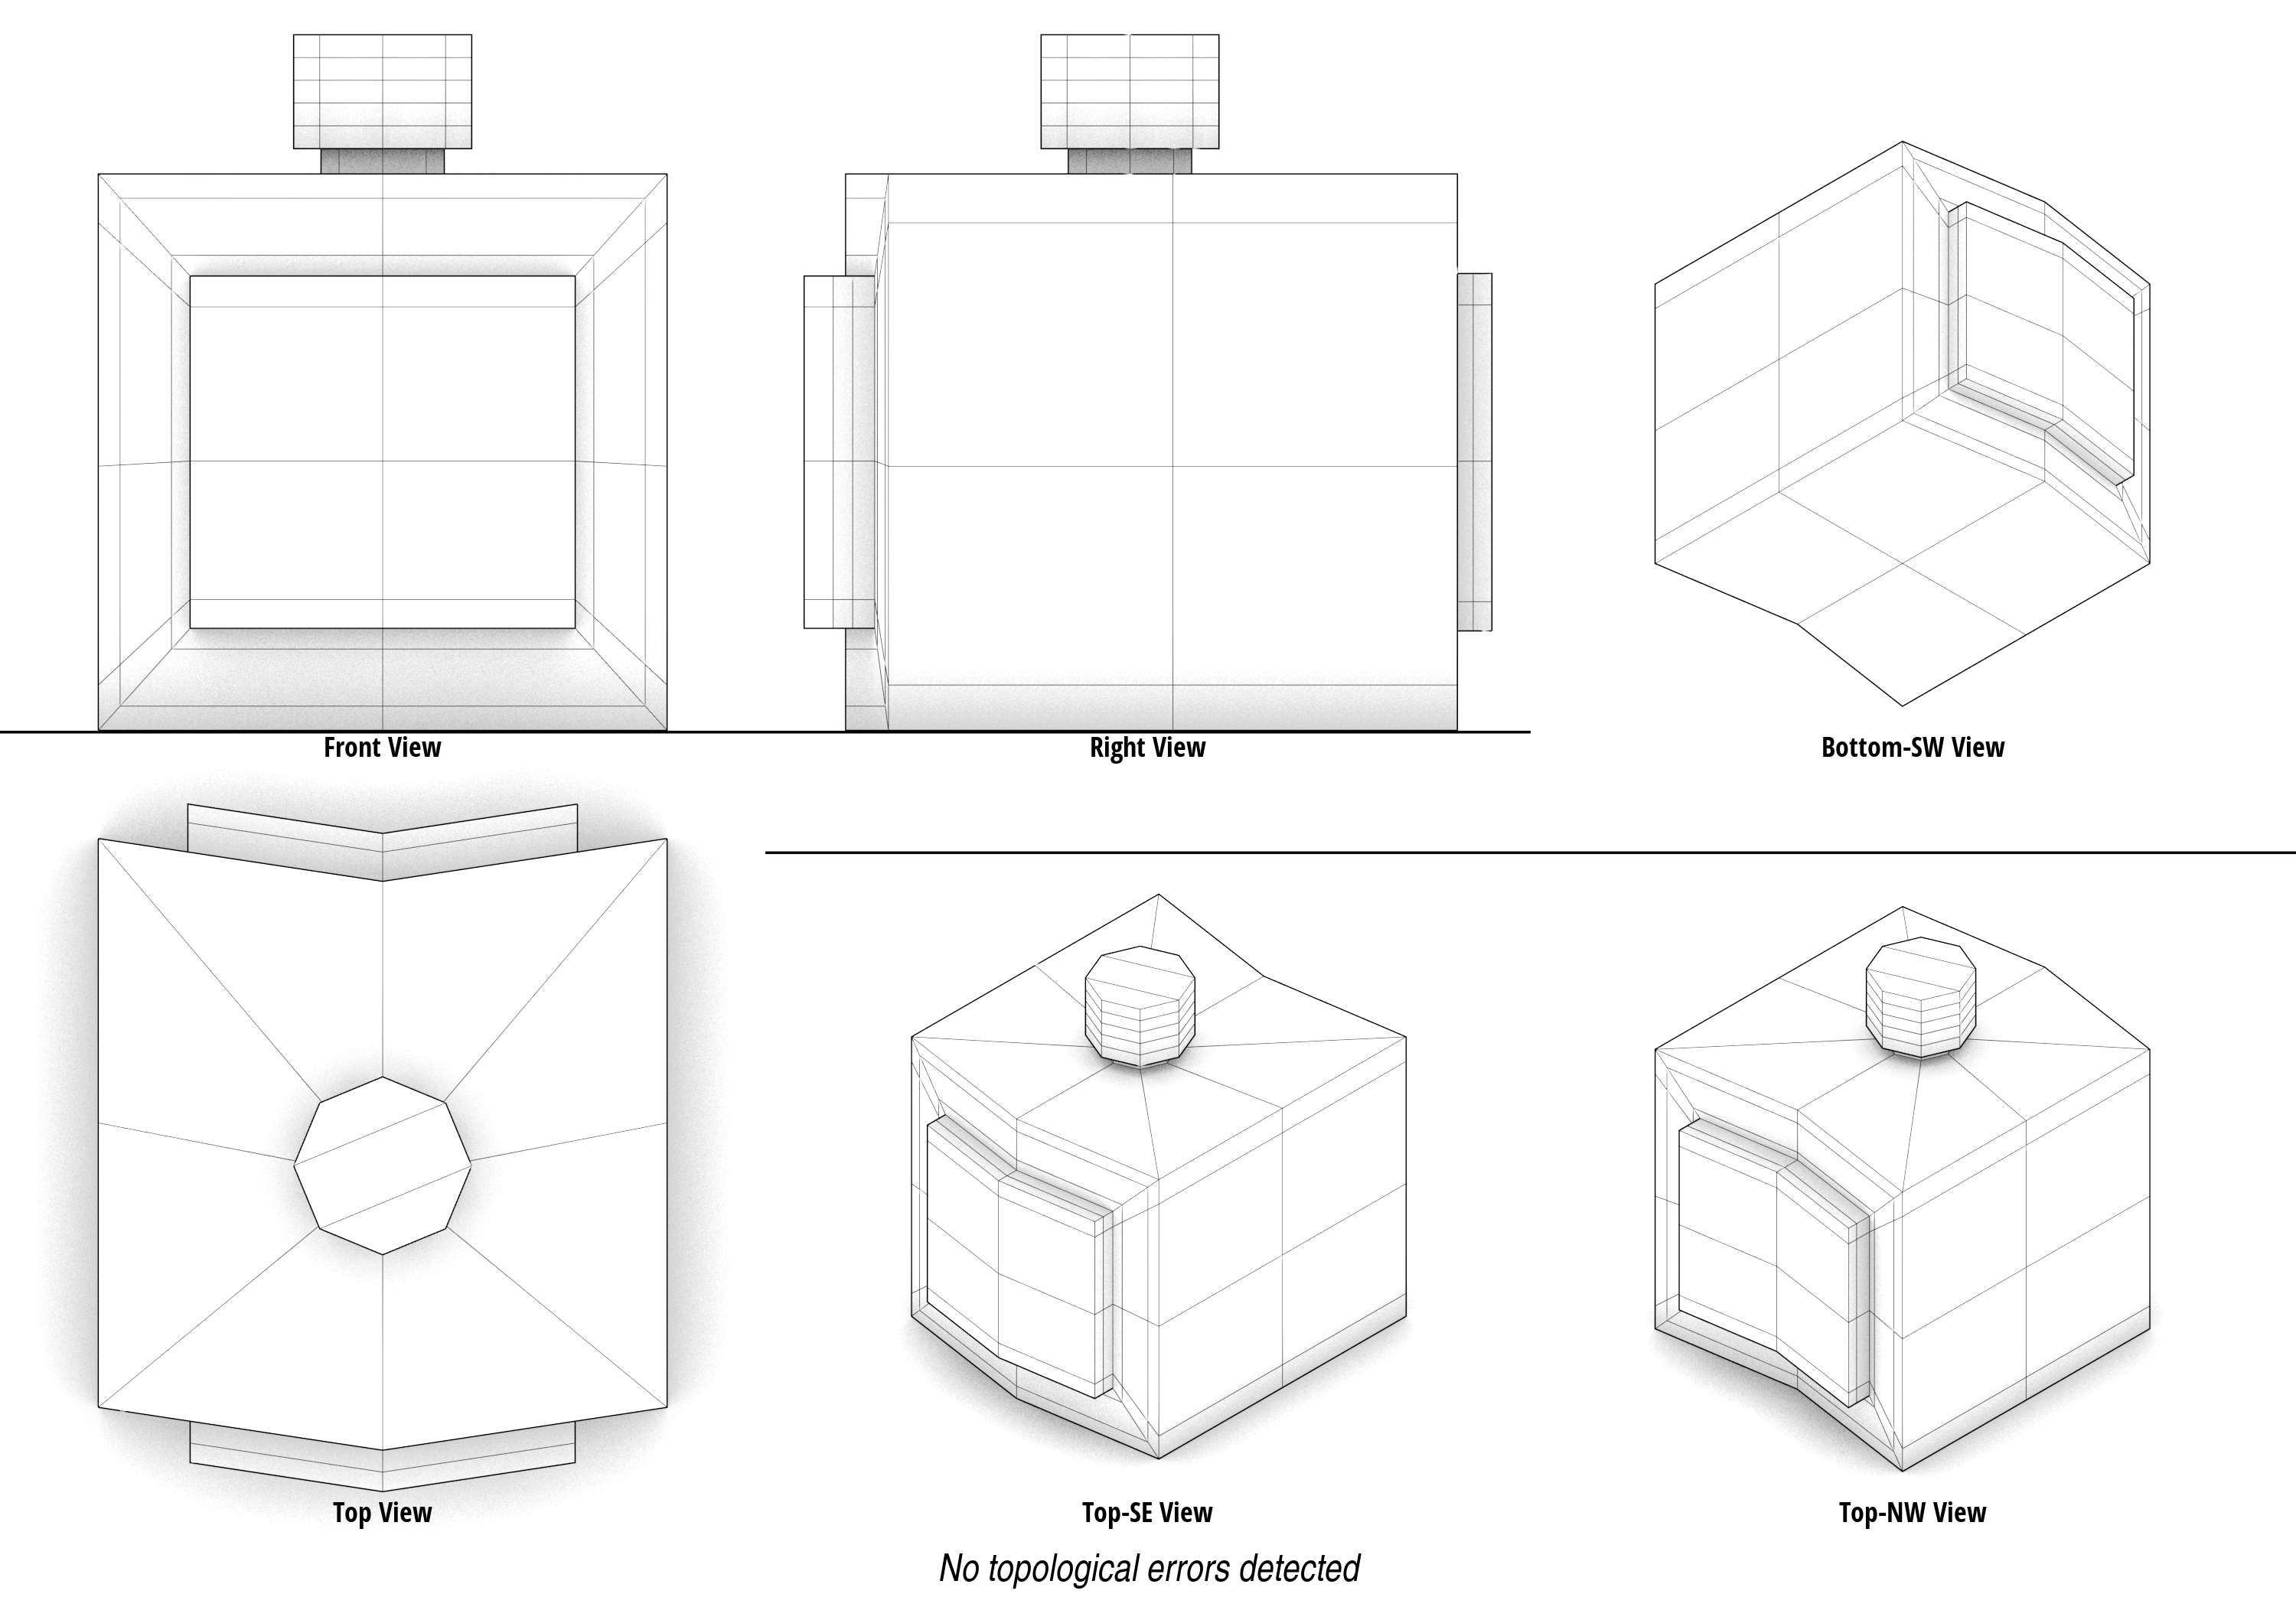 Front View
Right View
Bottom-SW View
Top View
Top-SE View
Top-NW View
No topological errors detected